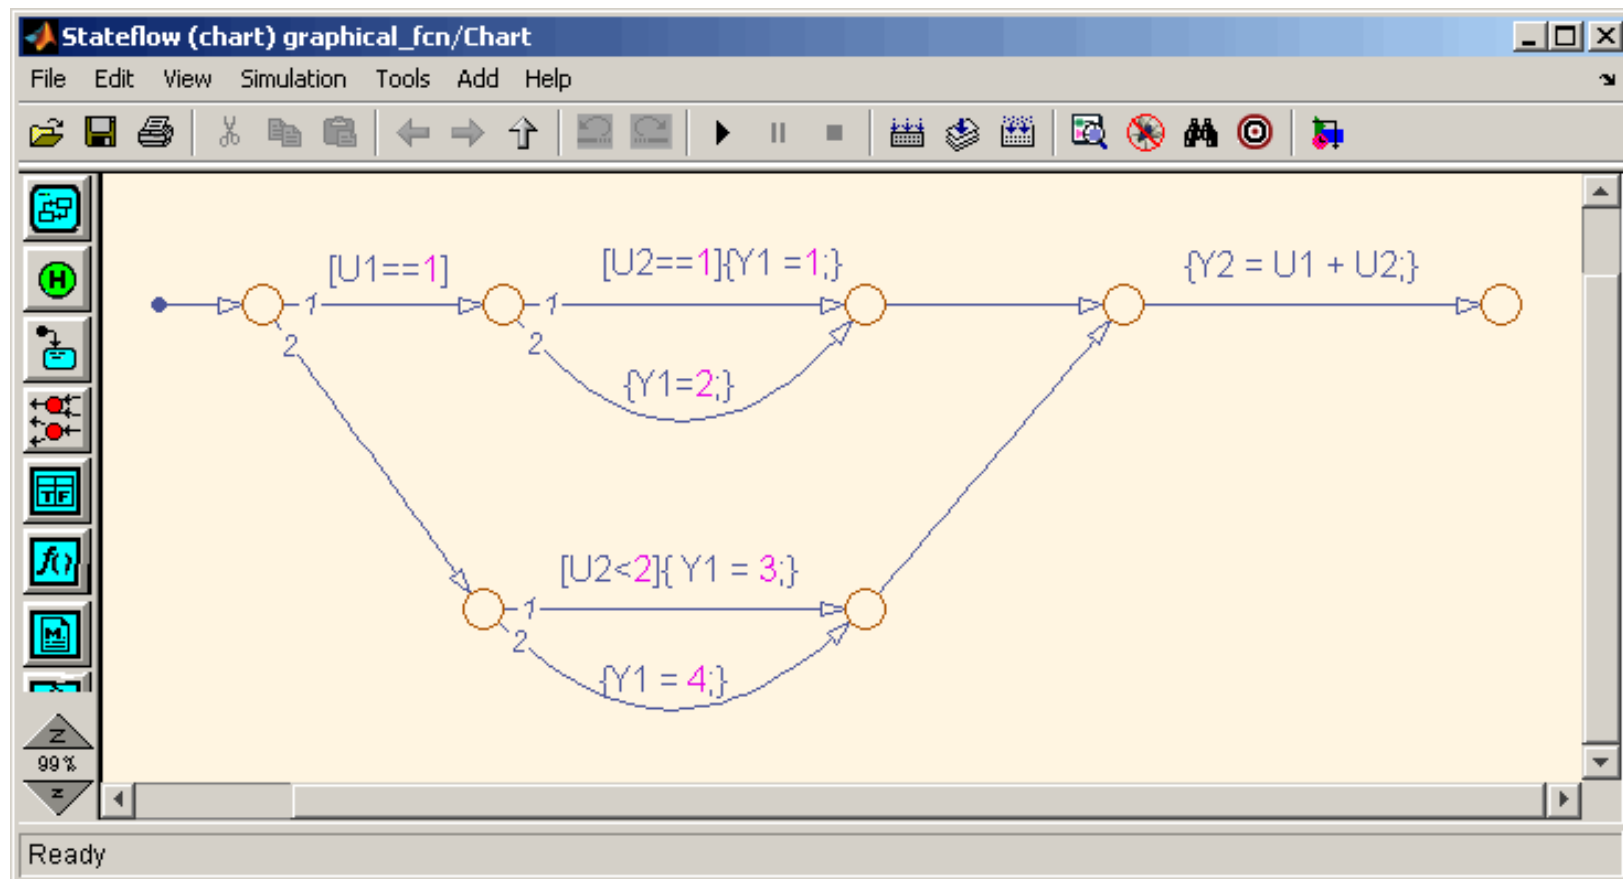 Stateflow (chart) graphical_fcn/Chart
File Edit View Simulation Tools Add Help
[U1==1]
[U2==1]{Y1 =1;}
{Y2 = U1 + U2;}
1
1
2
2
{Y1=2;}
[U2<2]{ Y1 = 3;}
1
2
{Y1 = 4;}
H
TF
f()
M
Z
99%
z
Ready